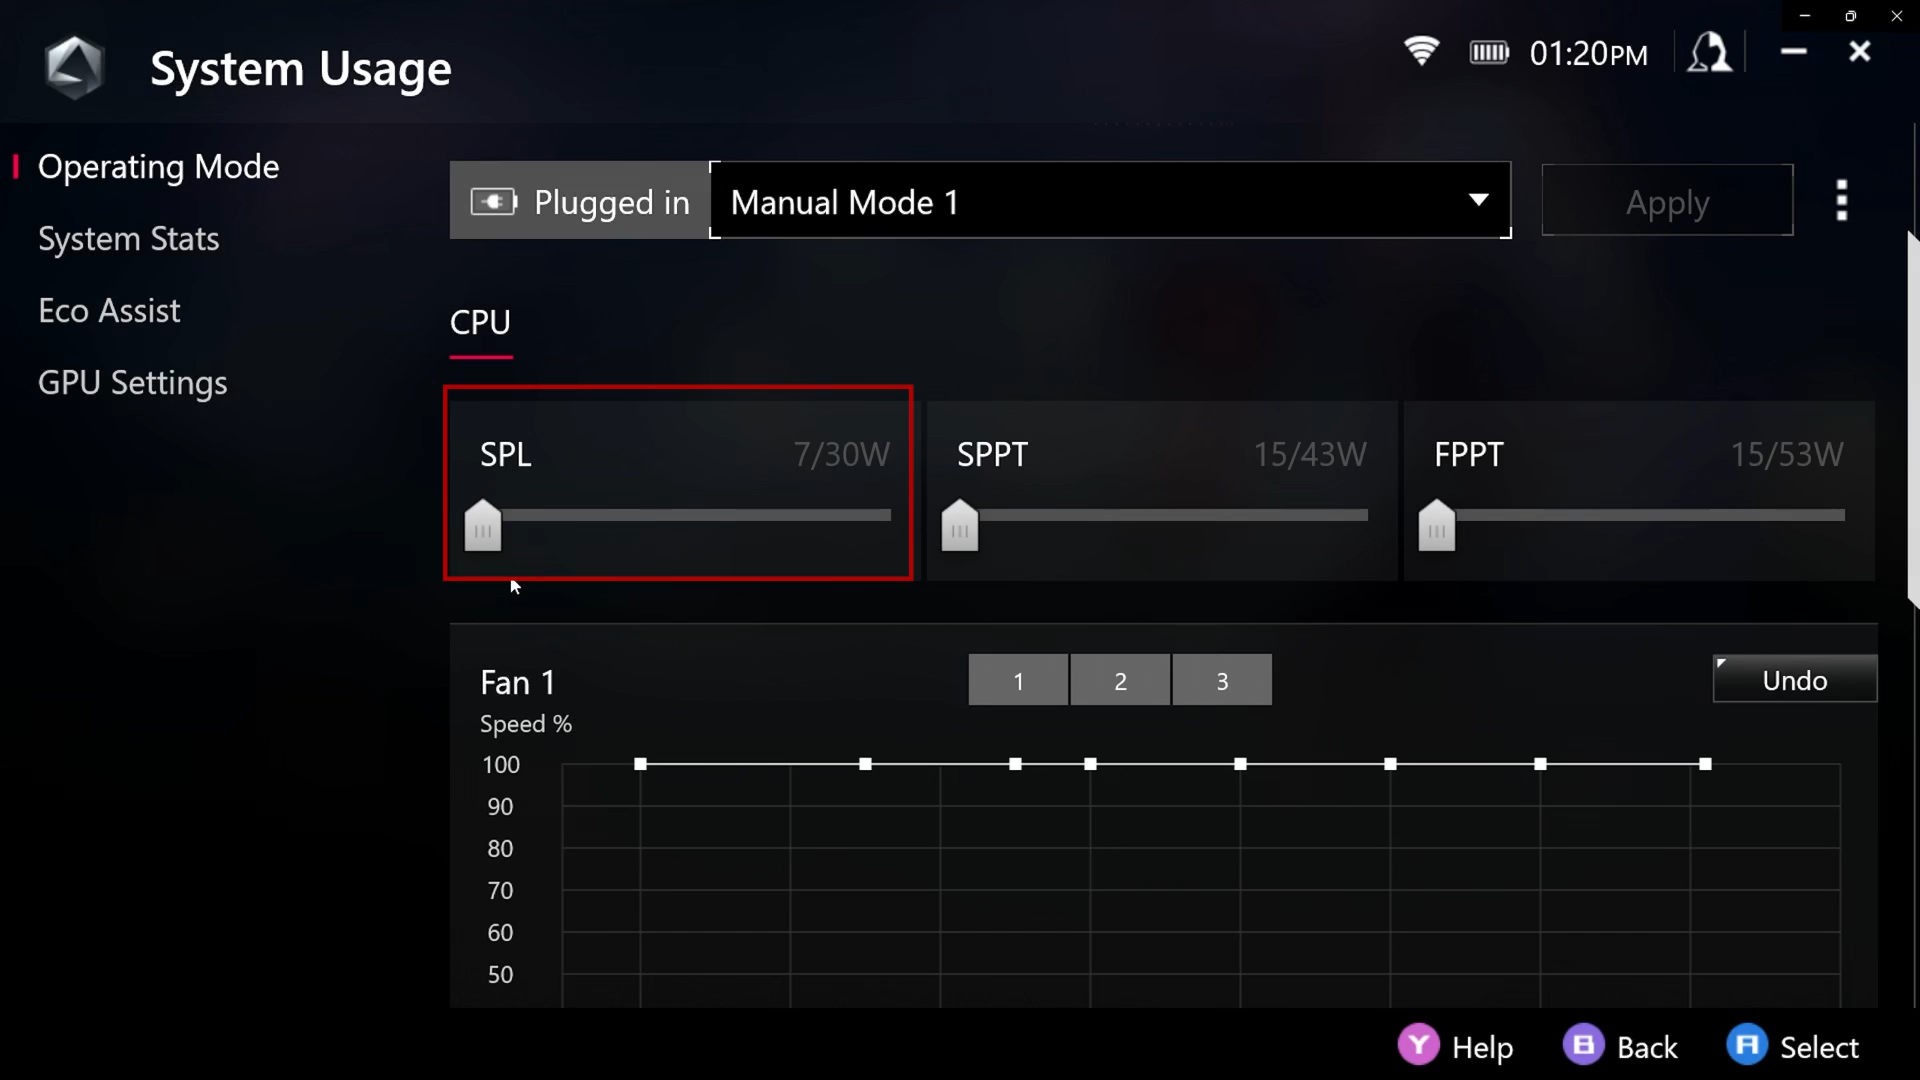 System Usage
01:20PM
Operating Mode
System Stats
Eco Assist
GPU Settings
Plugged in
Manual Mode 1
Apply
CPU
SPL 7/30W
SPPT 15/43W
FPPT 15/53W
Fan 1
1 2 3
Undo
Speed %
100
90
80
70
60
50
Y Help
B Back
A Select